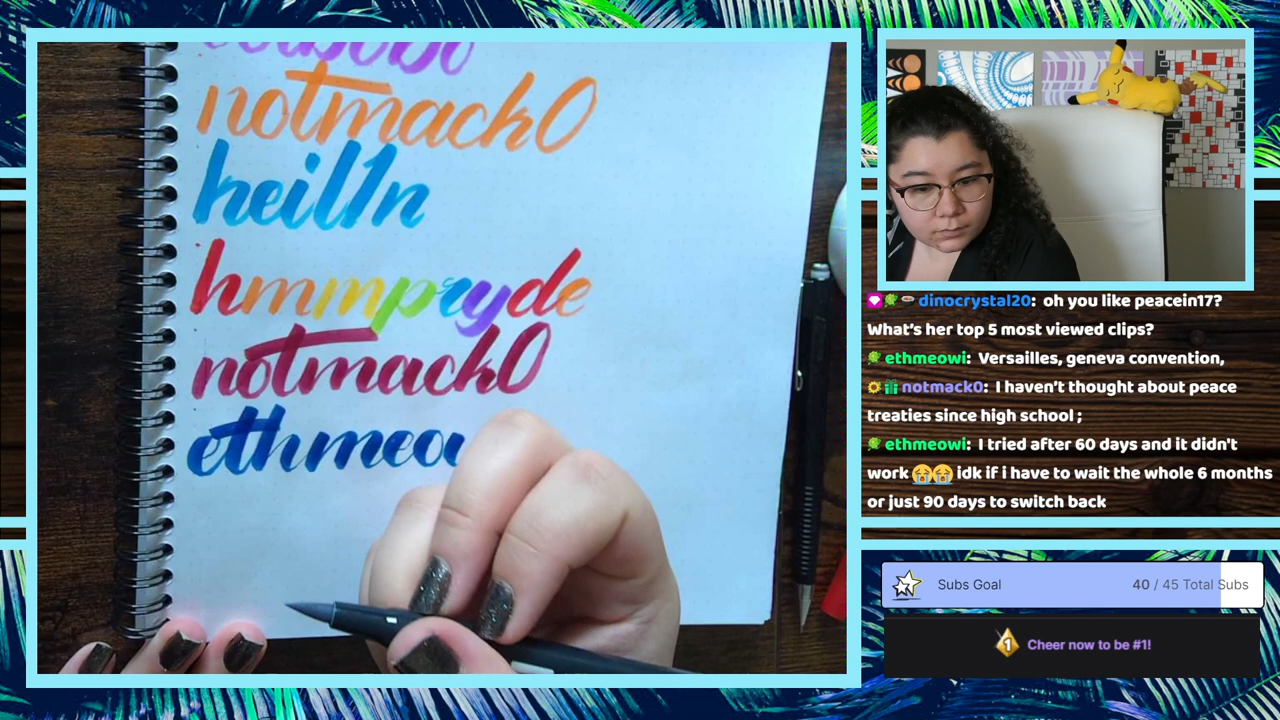 notmack0
heil1n
hmmpryde
notmack0
ethmeow
dinocrystal20: oh you like peacein17?
What's her top 5 most viewed clips?
ethmeowi: Versailles, geneva convention,
notmack0: I haven't thought about peace
treaties since high school ;
ethmeowi: I tried after 60 days and it didn't
work 😭😭 idk if i have to wait the whole 6 months
or just 90 days to switch back
Subs Goal 40 / 45 Total Subs
1 Cheer now to be #1!